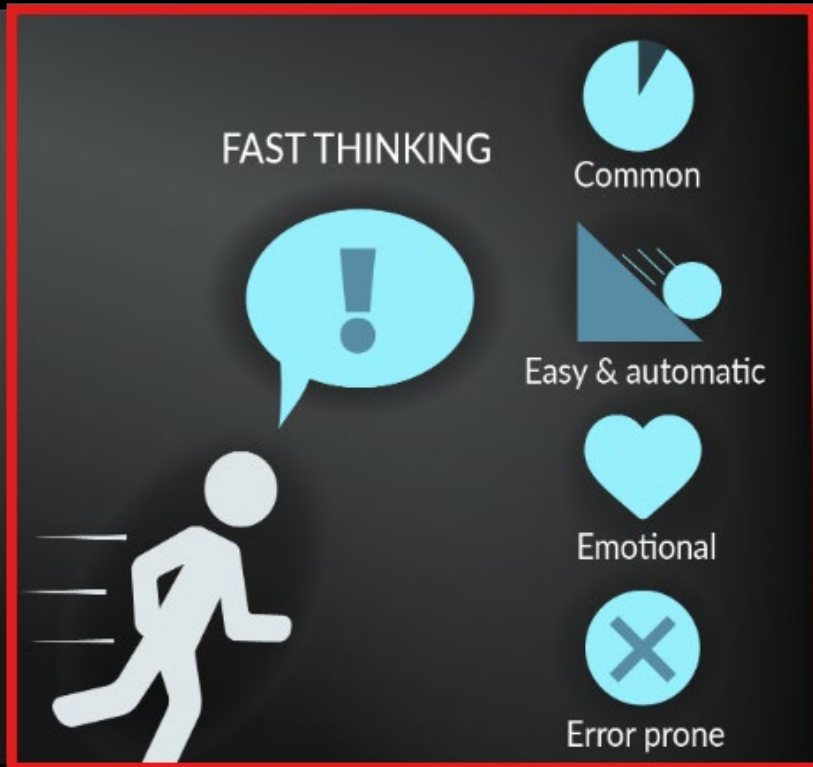 FAST THINKING
!
Common
Easy & automatic
Emotional
Error prone